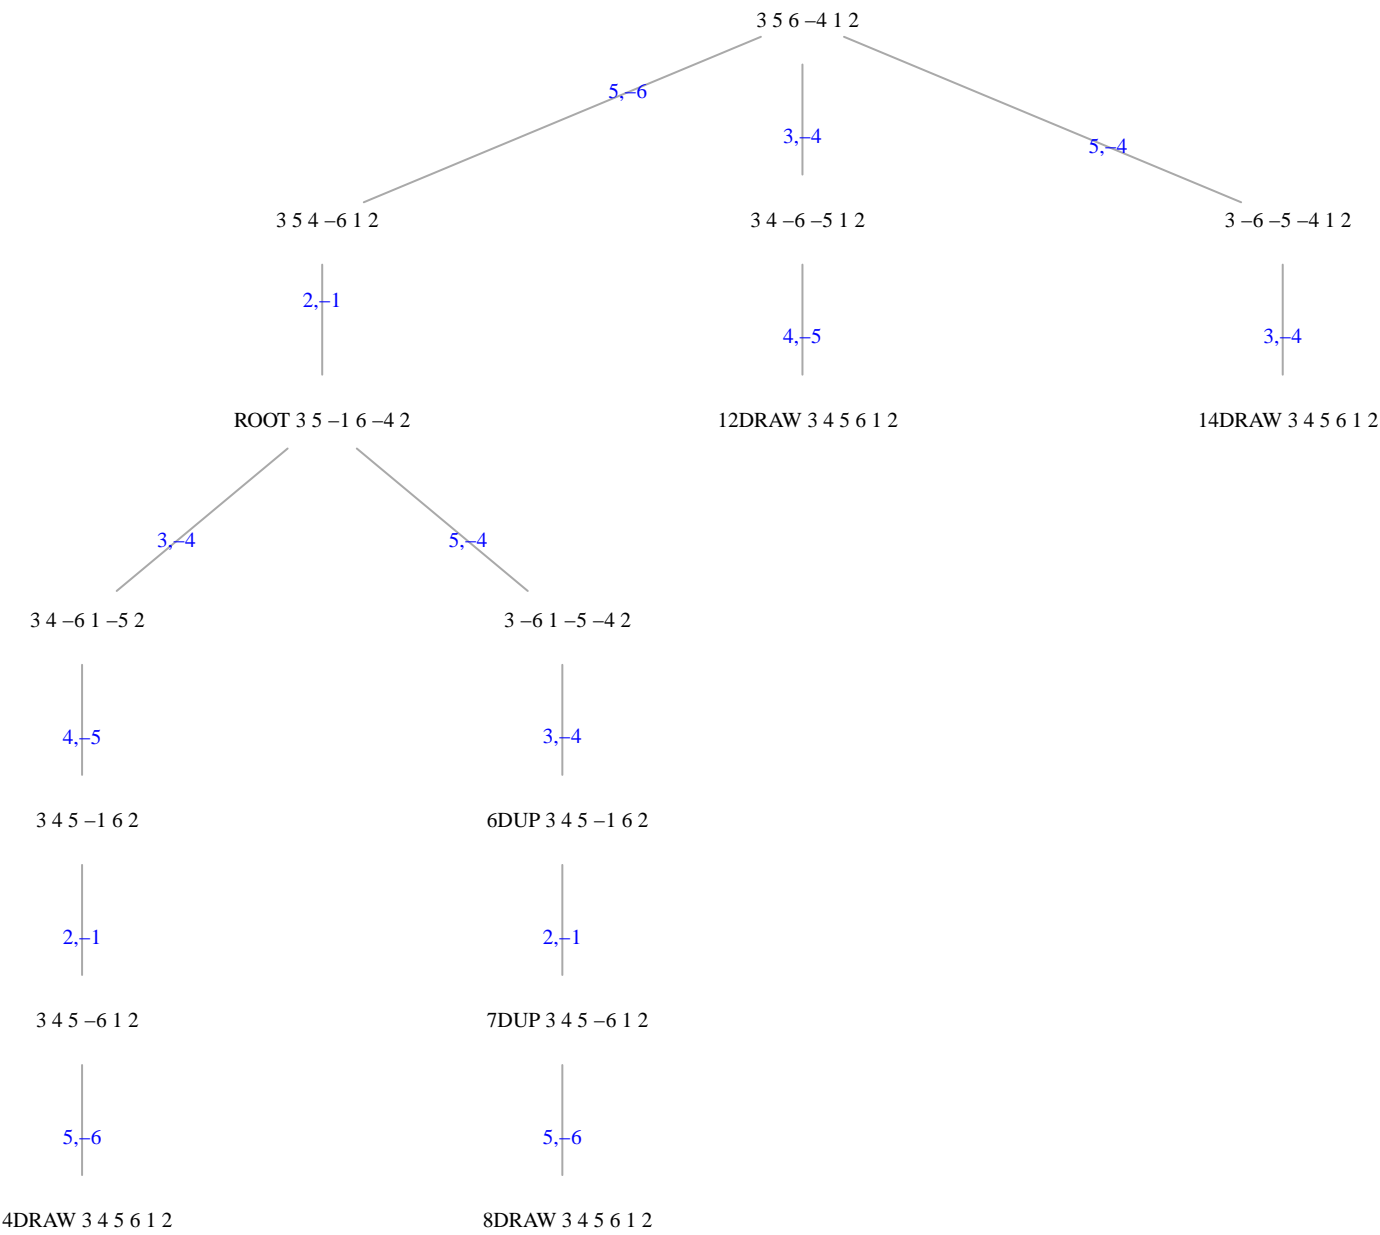 3 5 6 –4 1 2
5,–6
3,–4
5,–4
3 5 4 –6 1 2
3 4 –6 –5 1 2
3 –6 –5 –4 1 2
2,–1
4,–5
3,–4
ROOT 3 5 –1 6 –4 2
12DRAW 3 4 5 6 1 2
14DRAW 3 4 5 6 1 2
3,–4
5,–4
3 4 –6 1 –5 2
3 –6 1 –5 –4 2
4,–5
3,–4
3 4 5 –1 6 2
6DUP 3 4 5 –1 6 2
2,–1
2,–1
3 4 5 –6 1 2
7DUP 3 4 5 –6 1 2
5,–6
5,–6
4DRAW 3 4 5 6 1 2
8DRAW 3 4 5 6 1 2